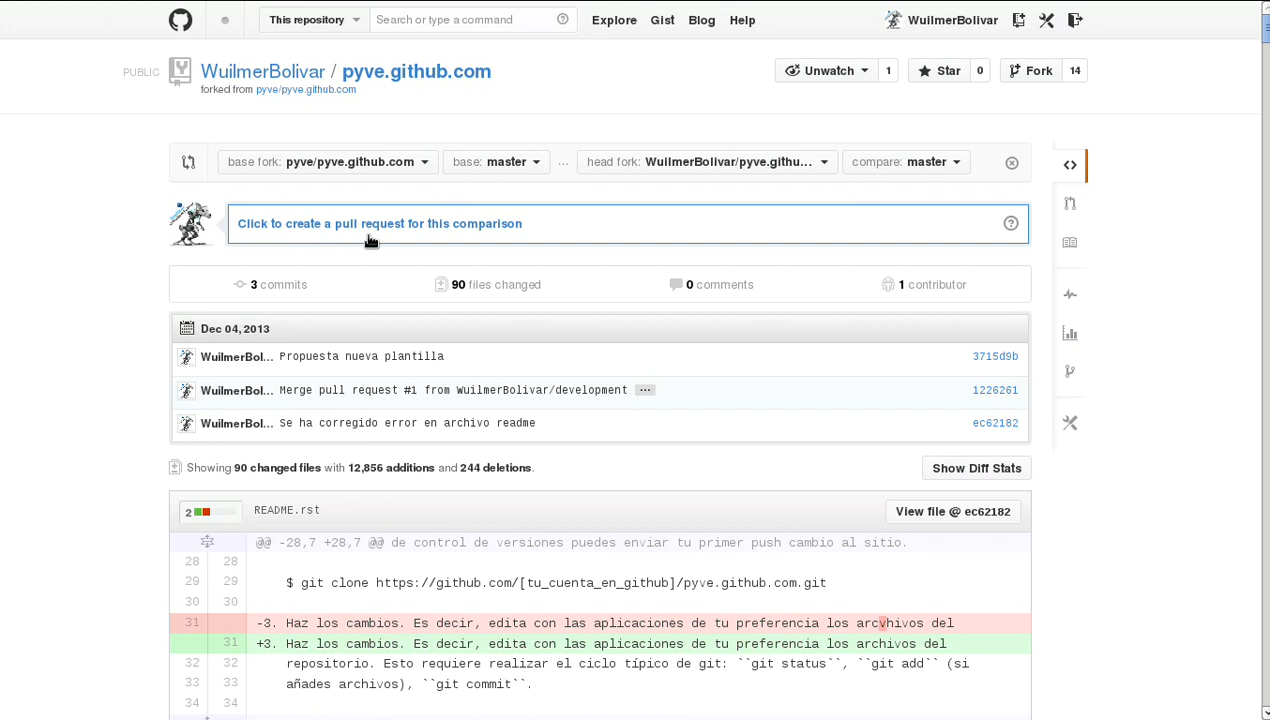 This repository Search or type a command Explore Gist Blog Help WuilmerBolivar
PUBLIC WuilmerBolivar / pyve.github.com Unwatch 1 Star 0 Fork 14
forked from pyve/pyve.github.com
base fork: pyve/pyve.github.com base: master ... head fork: WuilmerBolivar/pyve.githu... compare: master
Click to create a pull request for this comparison
3 commits 90 files changed 0 comments 1 contributor
Dec 04, 2013
WuilmerBol... Propuesta nueva plantilla 3715d9b
WuilmerBol... Merge pull request #1 from WuilmerBolivar/development ... 1226261
WuilmerBol... Se ha corregido error en archivo readme ec62182
Showing 90 changed files with 12,856 additions and 244 deletions. Show Diff Stats
2 README.rst View file @ ec62182
@@ -28,7 +28,7 @@ de control de versiones puedes enviar tu primer push cambio al sitio.
28 28
29 29 $ git clone https://github.com/[tu_cuenta_en_github]/pyve.github.com.git
30 30
31 -3. Haz los cambios. Es decir, edita con las aplicaciones de tu preferencia los arcvhivos del
31 +3. Haz los cambios. Es decir, edita con las aplicaciones de tu preferencia los archivos del
32 32 repositorio. Esto requiere realizar el ciclo típico de git: ``git status``, ``git add`` (si
33 33 añades archivos), ``git commit``.
34 34